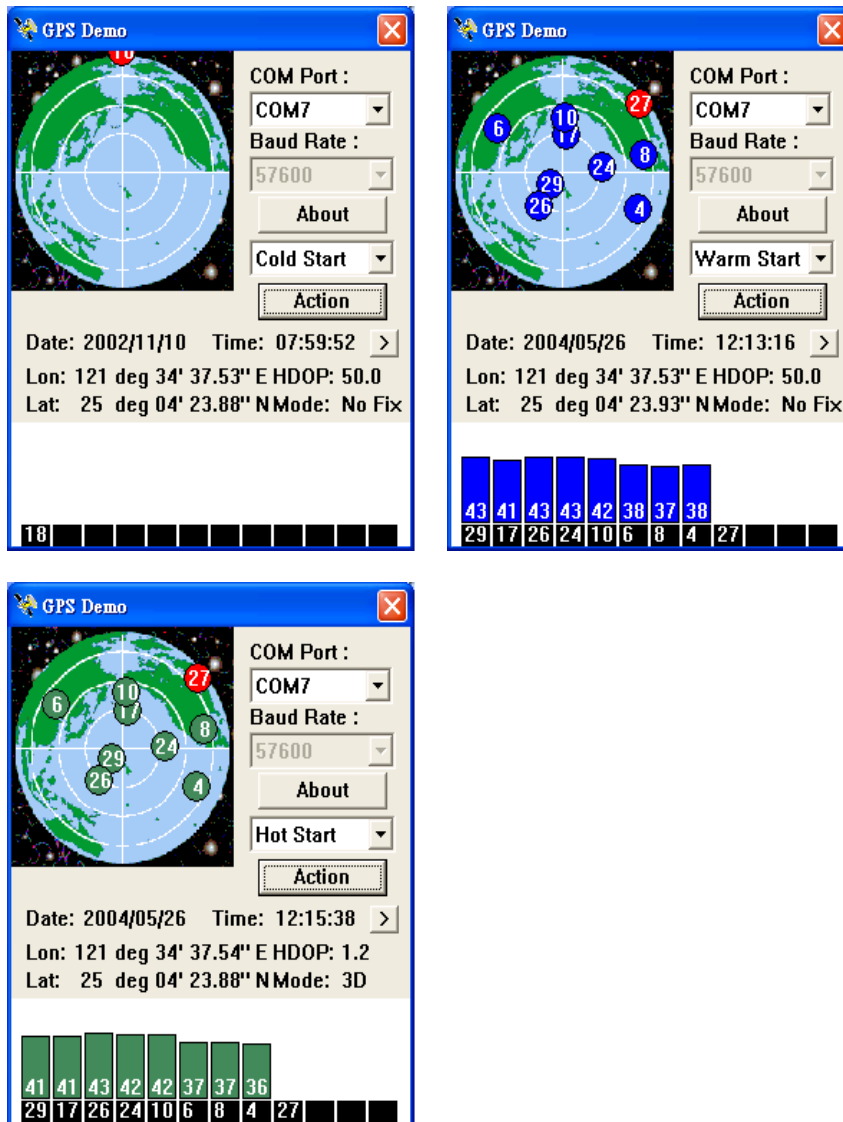 GPS Demo
COM Port :
COM7
Baud Rate :
57600
About
Cold Start
Action
Date: 2002/11/10 Time: 07:59:52 >
Lon: 121 deg 34' 37.53'' E HDOP: 50.0
Lat: 25 deg 04' 23.88'' N Mode: No Fix
18
GPS Demo
27
10
6
17
8
24
29
26
4
COM Port :
COM7
Baud Rate :
57600
About
Warm Start
Action
Date: 2004/05/26 Time: 12:13:16 >
Lon: 121 deg 34' 37.53'' E HDOP: 50.0
Lat: 25 deg 04' 23.93'' N Mode: No Fix
43 41 43 43 42 38 37 38
29 17 26 24 10 6 8 4 27
GPS Demo
27
10
6
17
8
24
29
26
4
COM Port :
COM7
Baud Rate :
57600
About
Hot Start
Action
Date: 2004/05/26 Time: 12:15:38 >
Lon: 121 deg 34' 37.54'' E HDOP: 1.2
Lat: 25 deg 04' 23.88'' N Mode: 3D
41 41 43 42 42 37 37 36
29 17 26 24 10 6 8 4 27